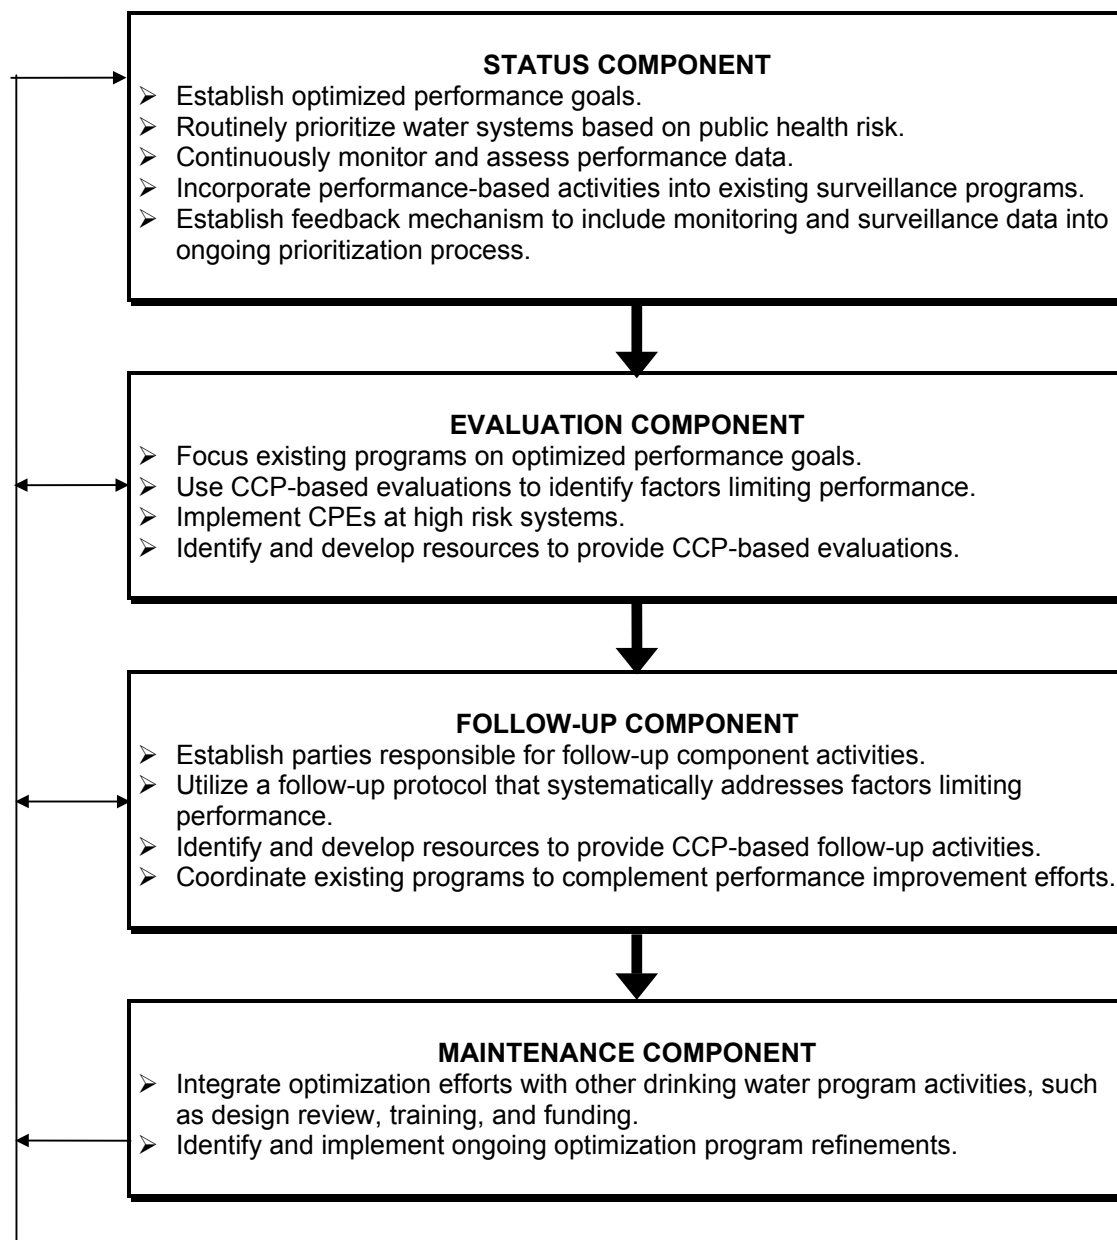 STATUS COMPONENT
➢ Establish optimized performance goals.
➢ Routinely prioritize water systems based on public health risk.
➢ Continuously monitor and assess performance data.
➢ Incorporate performance-based activities into existing surveillance programs.
➢ Establish feedback mechanism to include monitoring and surveillance data into
ongoing prioritization process.
EVALUATION COMPONENT
➢ Focus existing programs on optimized performance goals.
➢ Use CCP-based evaluations to identify factors limiting performance.
➢ Implement CPEs at high risk systems.
➢ Identify and develop resources to provide CCP-based evaluations.
FOLLOW-UP COMPONENT
➢ Establish parties responsible for follow-up component activities.
➢ Utilize a follow-up protocol that systematically addresses factors limiting
performance.
➢ Identify and develop resources to provide CCP-based follow-up activities.
➢ Coordinate existing programs to complement performance improvement efforts.
MAINTENANCE COMPONENT
➢ Integrate optimization efforts with other drinking water program activities, such
as design review, training, and funding.
➢ Identify and implement ongoing optimization program refinements.